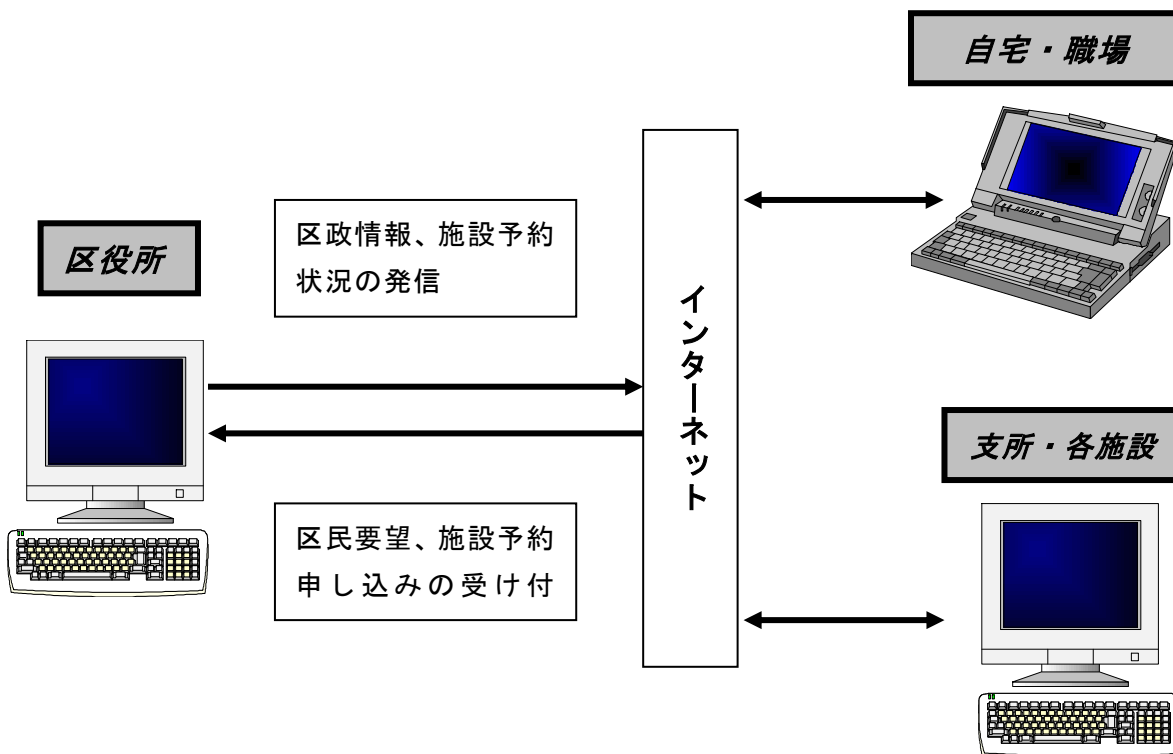 自宅・職場
区役所
区政情報、施設予約
状況の発信
インターネット
支所・各施設
区民要望、施設予約
申し込みの受け付